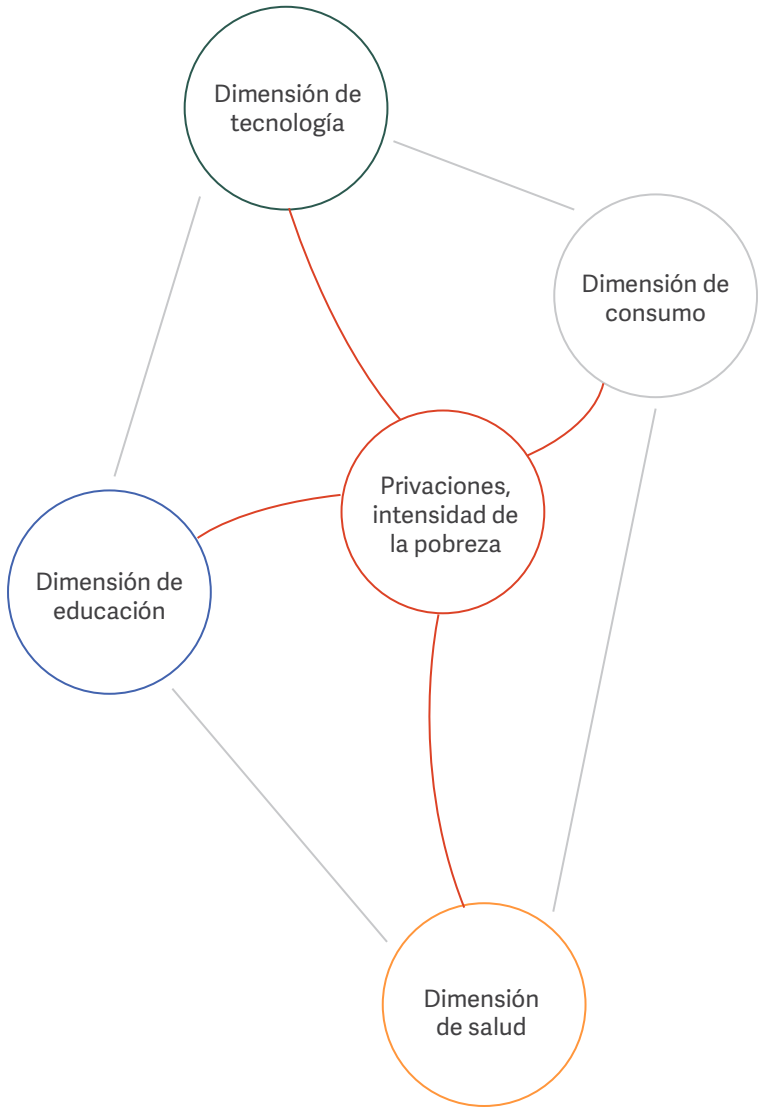 Dimensión de
tecnología
Dimensión de
consumo
Privaciones,
intensidad de
la pobreza
Dimensión de
educación
Dimensión
de salud